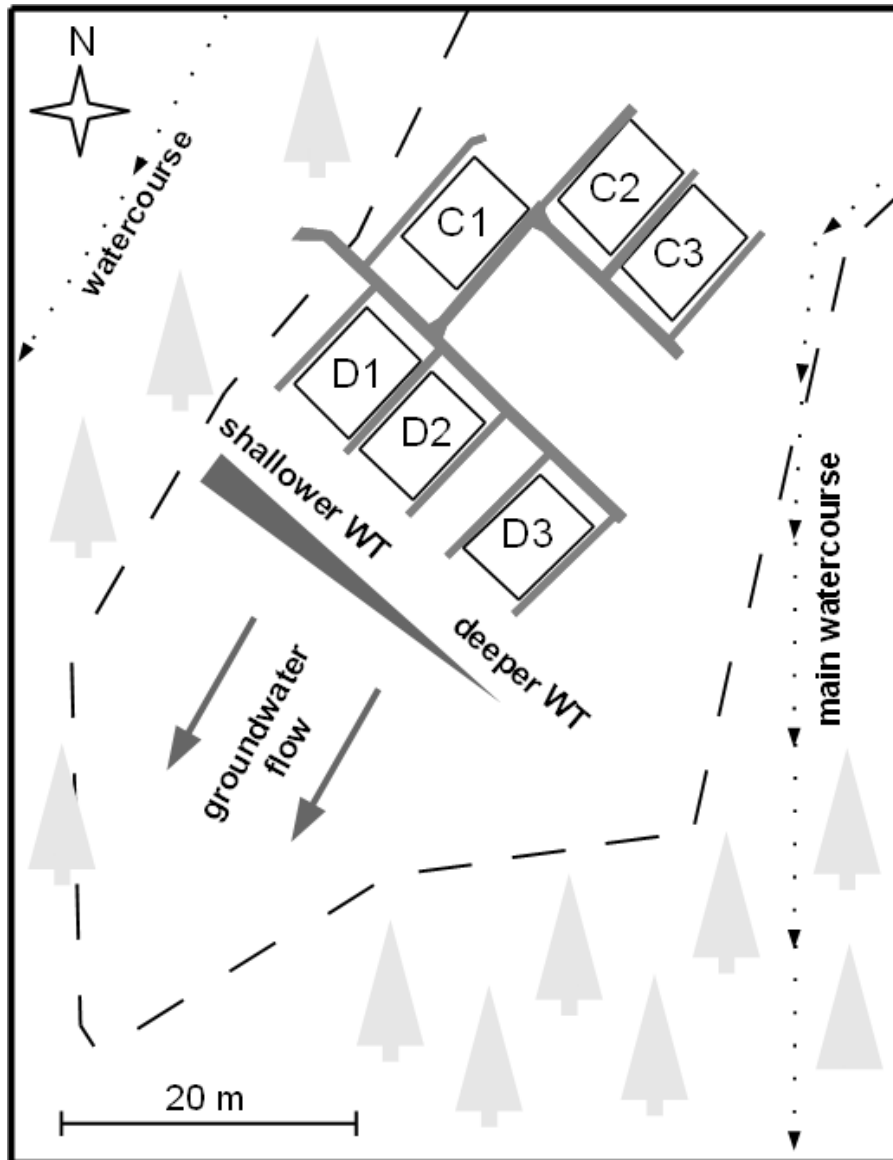 N
watercourse
C1
C2
C3
D1
D2
D3
shallower WT
deeper WT
groundwater
flow
main watercourse
20 m